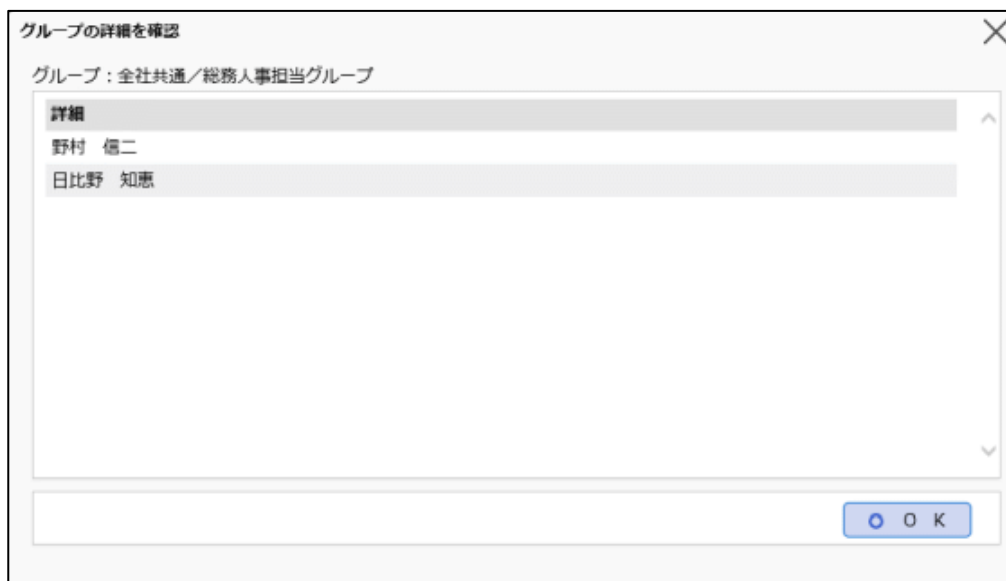 グループの詳細を確認
グループ：全社共通／総務人事担当グループ
詳細
野村　信二
日比野　知恵
O K